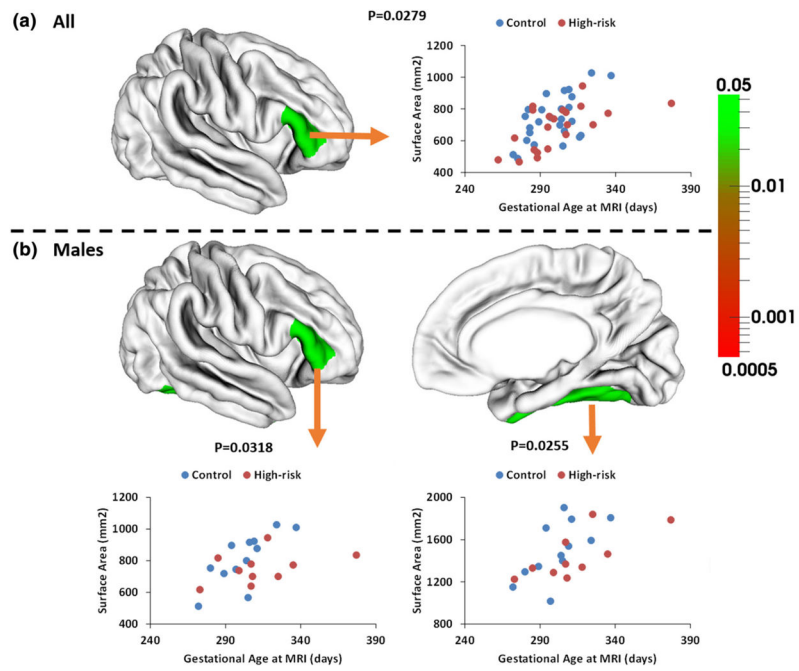 (a) All
P=0.0279
Control High-risk
Surface Area (mm2)
1200
1000
800
600
400
240 290 340 390
Gestational Age at MRI (days)
0.05
0.01
0.001
0.0005
(b) Males
P=0.0318
Control High-risk
Surface Area (mm2)
1200
1000
800
600
400
240 290 340 390
Gestational Age at MRI (days)
P=0.0255
Control High-risk
Surface Area (mm2)
2000
1600
1200
800
240 290 340 390
Gestational Age at MRI (days)